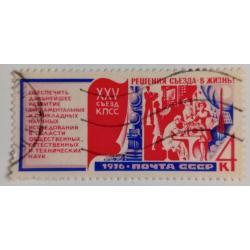 ОБЕСПЕЧИТЬ
ДАЛЬНЕЙШЕЕ
РАЗВИТИЕ
ФУНДАМЕНТАЛЬНЫХ
И ПРИКЛАДНЫХ
НАУЧНЫХ
ИССЛЕДОВАНИЙ
В ОБЛАСТИ
ОБЩЕСТВЕННЫХ,
ЕСТЕСТВЕННЫХ
И ТЕХНИЧЕСКИХ
НАУК
XXV
СЪЕЗД
КПСС
РЕШЕНИЯ СЪЕЗДА - В ЖИЗНЬ!
1976 • ПОЧТА СССР
4
К